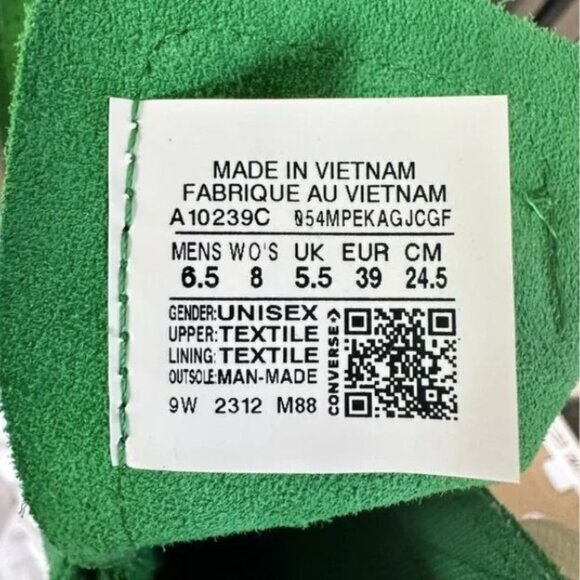 MADE IN VIETNAM
FABRIQUE AU VIETNAM
A10239C 054MPEKAGJCGF
MENS WO'S UK EUR CM
6.5 8 5.5 39 24.5
GENDER:UNISEX
UPPER:TEXTILE
LINING:TEXTILE
OUTSOLE:MAN-MADE
9W 2312 M88
CONVERSE